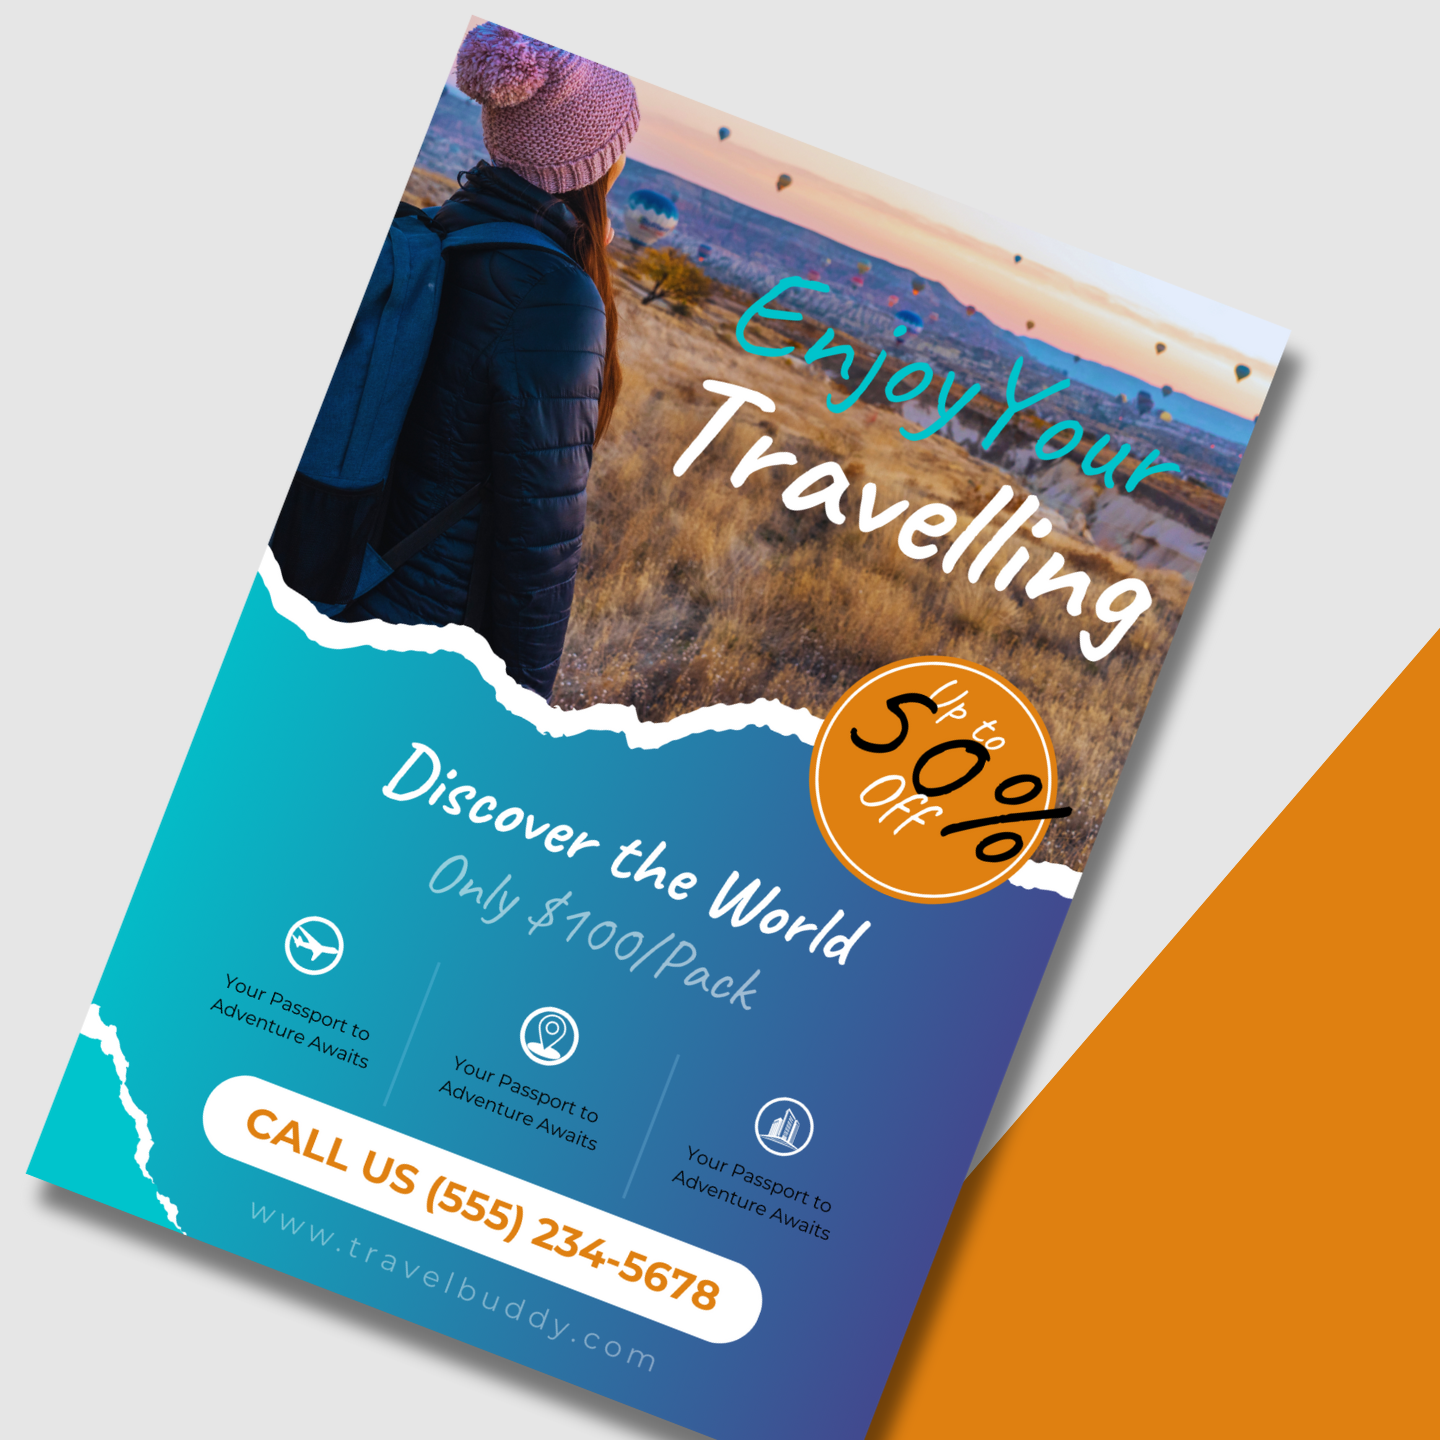 Enjoy Your
Travelling
Up to
50%
Off
Discover the World
Only $100/Pack
Your Passport to
Adventure Awaits
Your Passport to
Adventure Awaits
Your Passport to
Adventure Awaits
CALL US (555) 234-5678
www.travelbuddy.com